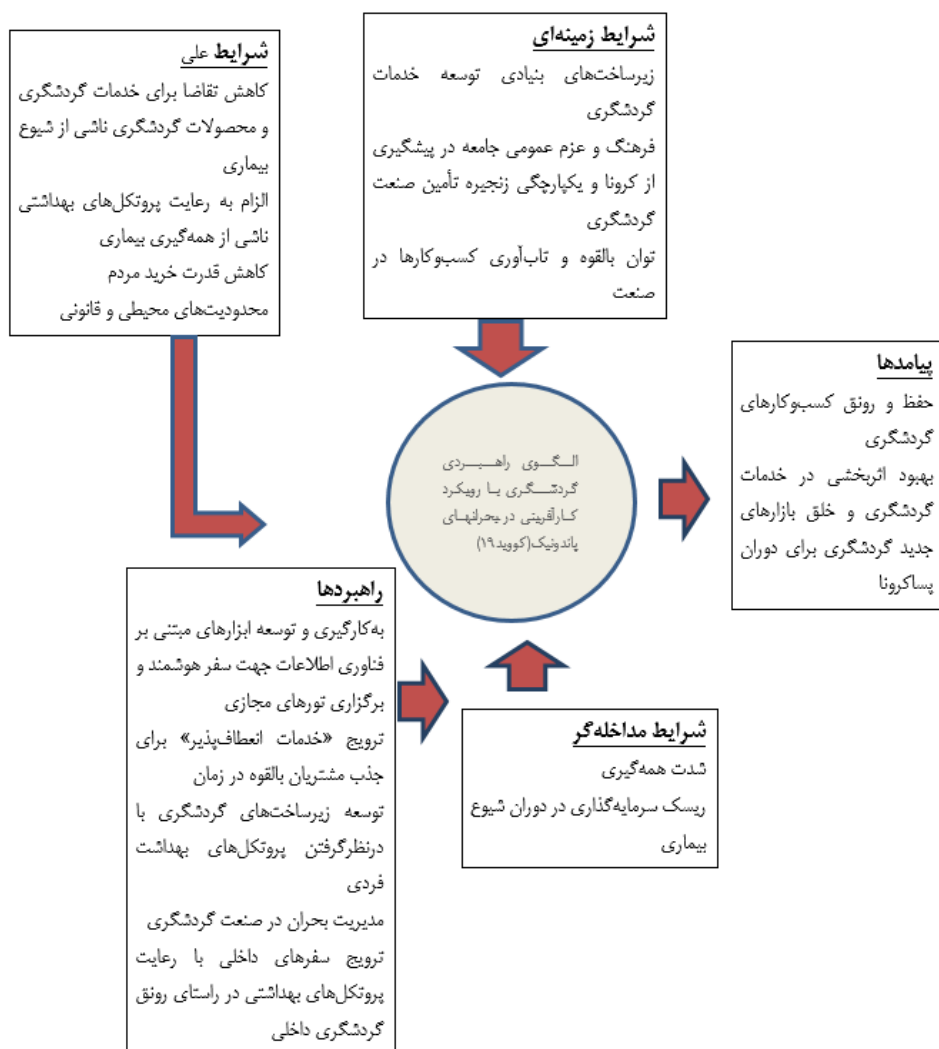 شرایط زمینه‌ای
زیرساخت‌های بنیادی توسعه خدمات
گردشگری
فرهنگ و عزم عمومی جامعه در پیشگیری
از کرونا و یکپارچگی زنجیره تأمین صنعت
گردشگری
توان بالقوه و تاب‌آوری کسب‌وکارها در
صنعت
شرایط علی
کاهش تقاضا برای خدمات گردشگری
و محصولات گردشگری ناشی از شیوع
بیماری
الزام به رعایت پروتکل‌های بهداشتی
ناشی از همه‌گیری بیماری
کاهش قدرت خرید مردم
محدودیت‌های محیطی و قانونی
پیامدها
حفظ و رونق کسب‌وکارهای
گردشگری
بهبود اثربخشی در خدمات
گردشگری و خلق بازارهای
جدید گردشگری برای دوران
پساکرونا
الگوی راهبردی
گردشگری با رویکرد
کارآفرینی در بحرانهای
پاندونیک(کووید۱۹)
راهبردها
به‌کارگیری و توسعه ابزارهای مبتنی بر
فناوری اطلاعات جهت سفر هوشمند و
برگزاری تورهای مجازی
ترویج «خدمات انعطاف‌پذیر» برای
جذب مشتریان بالقوه در زمان
توسعه زیرساخت‌های گردشگری با
درنظرگرفتن پروتکل‌های بهداشت
فردی
مدیریت بحران در صنعت گردشگری
ترویج سفرهای داخلی با رعایت
پروتکل‌های بهداشتی در راستای رونق
گردشگری داخلی
شرایط مداخله‌گر
شدت همه‌گیری
ریسک سرمایه‌گذاری در دوران شیوع
بیماری